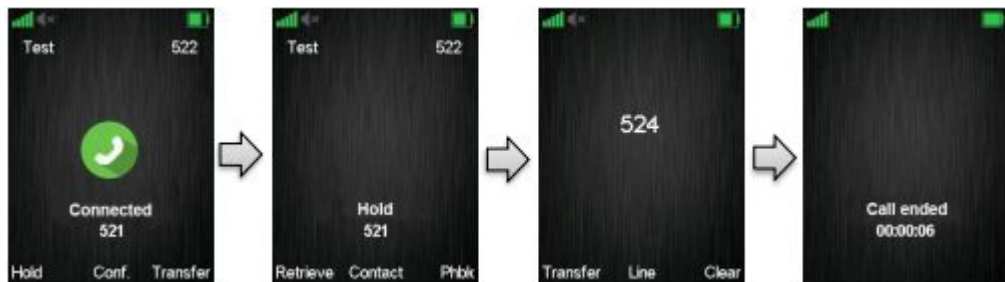 Test 522
Connected
521
Hold Conf. Transfer
Test 522
Hold
521
Retrieve Contact Phbk
524
Transfer Line Clear
Call ended
00:00:06